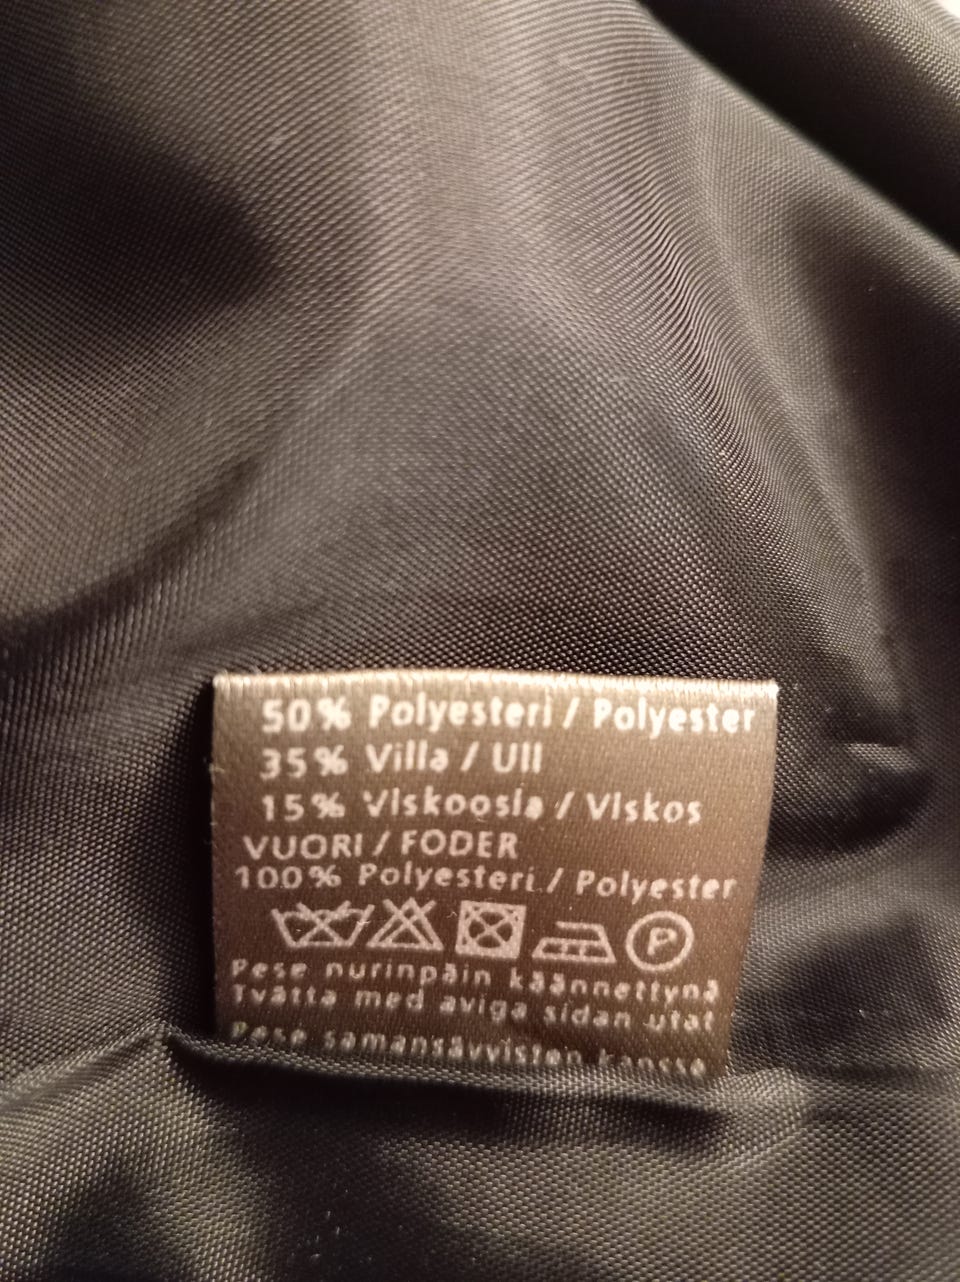 50% Polyesteri / Polyester
35% Villa / Ull
15% Viskoosia / Viskos
VUORI / FODER
100% Polyesteri / Polyester
P
Pese nurinpäin käännettynä
Tvätta med aviga sidan utåt
Pese samansävyisten kanssa